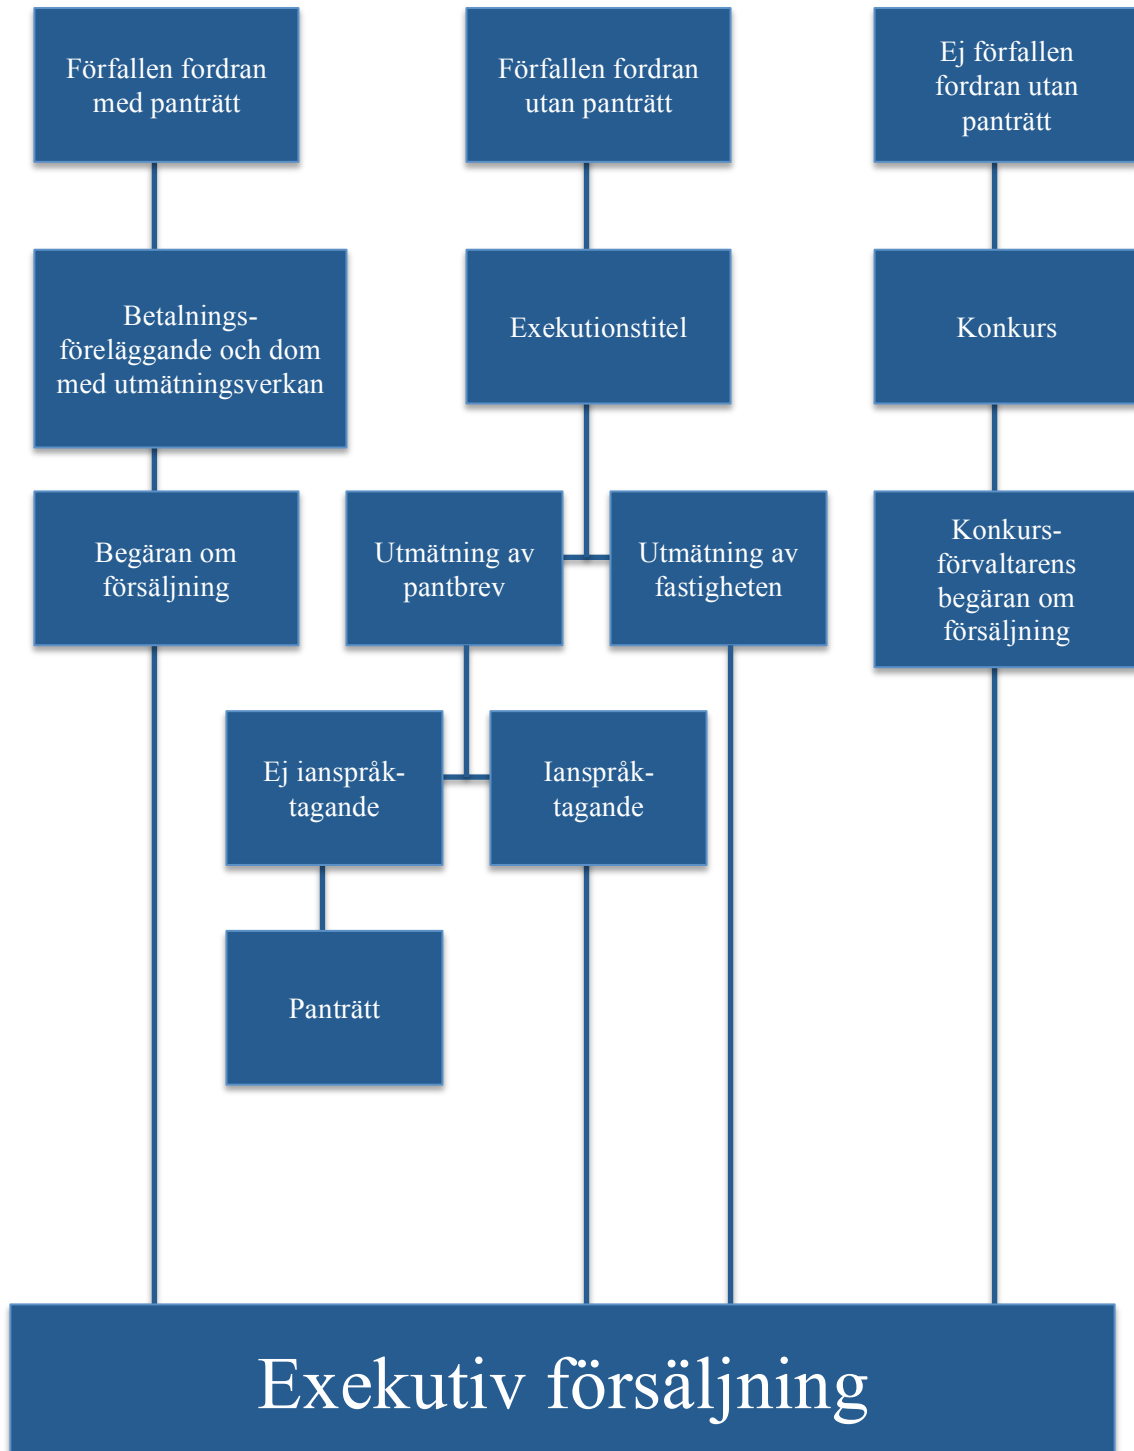 Förfallen fordran
med panträtt
Förfallen fordran
utan panträtt
Ej förfallen
fordran utan
panträtt
Betalnings-
föreläggande och dom
med utmätningsverkan
Exekutionstitel
Konkurs
Begäran om
försäljning
Utmätning av
pantbrev
Utmätning av
fastigheten
Konkurs-
förvaltarens
begäran om
försäljning
Ej ianspråk-
tagande
Ianspråk-
tagande
Panträtt
Exekutiv försäljning